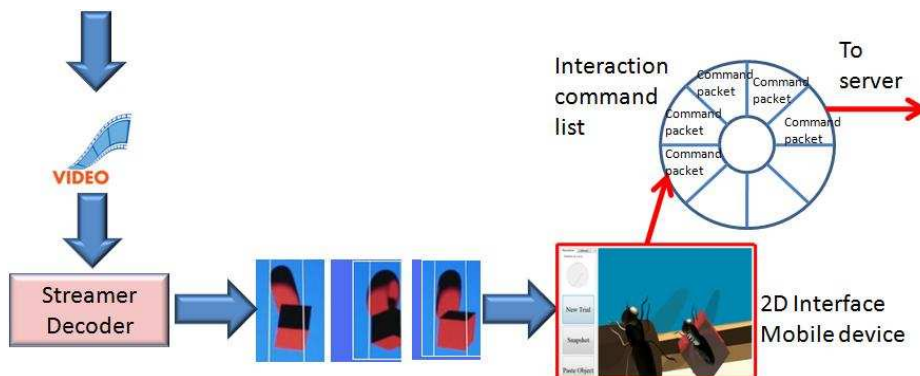 VIDEO
Streamer
Decoder
Interaction
command
list
Command
packet
Command
packet
Command
packet
Command
packet
Command
packet
To
server
New Trial
Snapshot
Paste Object
2D Interface
Mobile device